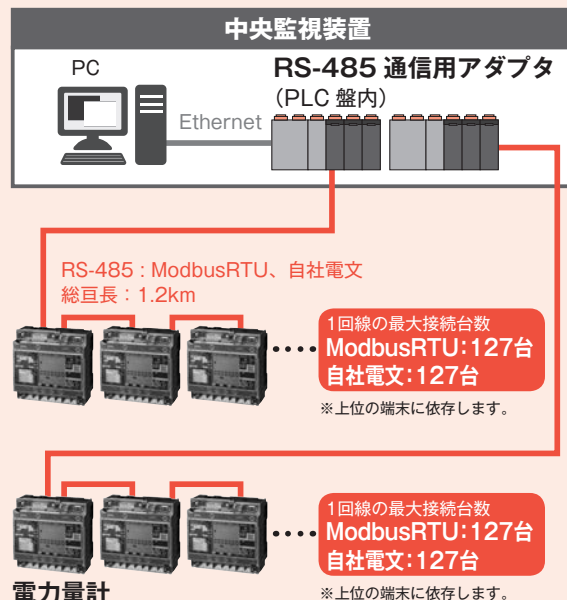 中央監視装置
PC
RS-485 通信用アダプタ
（PLC 盤内）
Ethernet
RS-485 : ModbusRTU、自社電文
総亘長：1.2km
1回線の最大接続台数
ModbusRTU：127台
自社電文：127台
※上位の端末に依存します。
1回線の最大接続台数
ModbusRTU：127台
自社電文：127台
※上位の端末に依存します。
電力量計